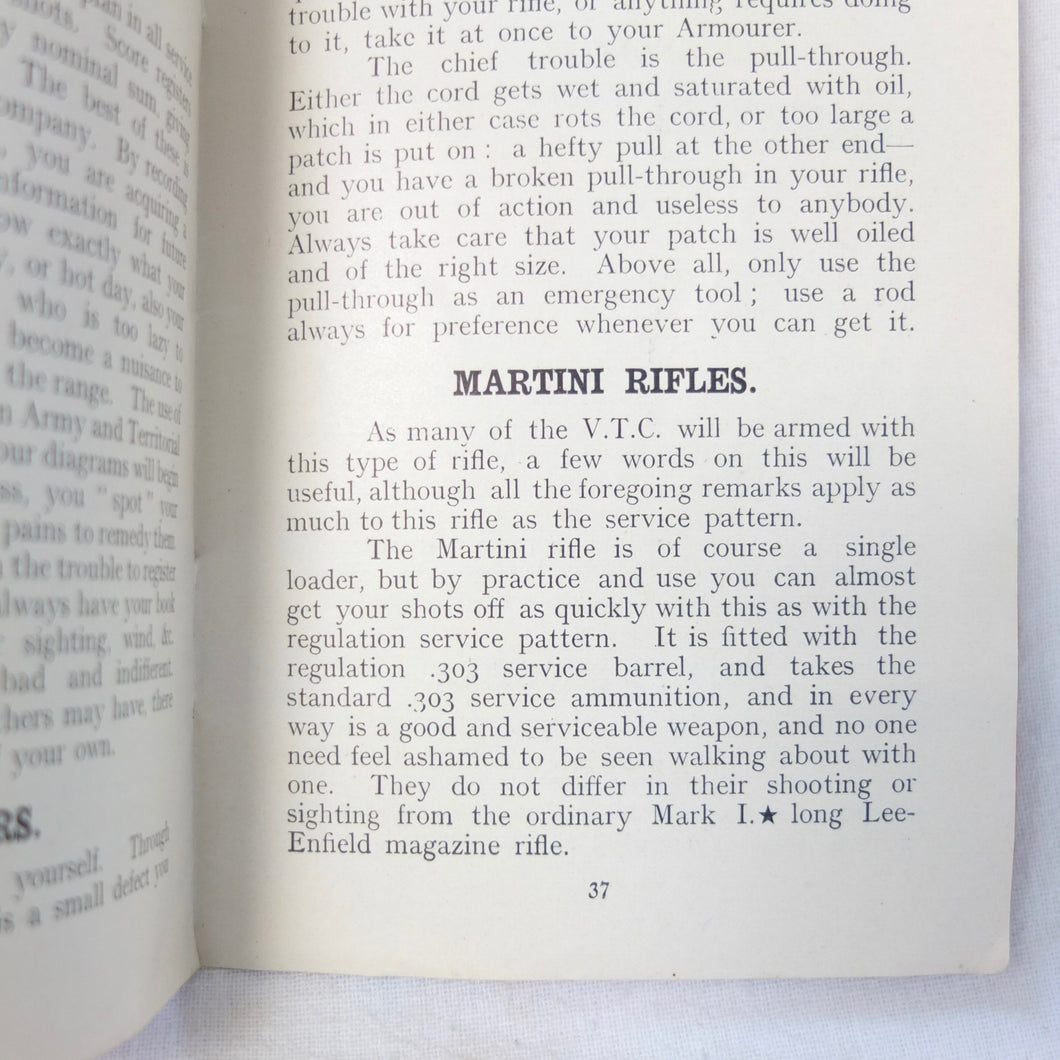 plan in all service
shots. Score registers
nominal sum, giving
The best of these is
company. By recording
you are acquiring a
information for future
exactly what your
or hot day, also your
who is too lazy to
become a nuisance to
the range. The use of
Army and Territorial
our diagrams will begin
you "spot" your
pains to remedy them.
the trouble to register
always have your book
sighting, wind, &c.
bad and indifferent.
may have, there
your own.
RS.
yourself. Through
is a small defect you
trouble with your rifle, or anything requires doing
to it, take it at once to your Armourer.
The chief trouble is the pull-through.
Either the cord gets wet and saturated with oil,
which in either case rots the cord, or too large a
patch is put on : a hefty pull at the other end—
and you have a broken pull-through in your rifle,
you are out of action and useless to anybody.
Always take care that your patch is well oiled
and of the right size. Above all, only use the
pull-through as an emergency tool ; use a rod
always for preference whenever you can get it.
MARTINI RIFLES.
As many of the V.T.C. will be armed with
this type of rifle, a few words on this will be
useful, although all the foregoing remarks apply as
much to this rifle as the service pattern.
The Martini rifle is of course a single
loader, but by practice and use you can almost
get your shots off as quickly with this as with the
regulation service pattern. It is fitted with the
regulation .303 service barrel, and takes the
standard .303 service ammunition, and in every
way is a good and serviceable weapon, and no one
need feel ashamed to be seen walking about with
one. They do not differ in their shooting or
sighting from the ordinary Mark I.★ long Lee-
Enfield magazine rifle.
37